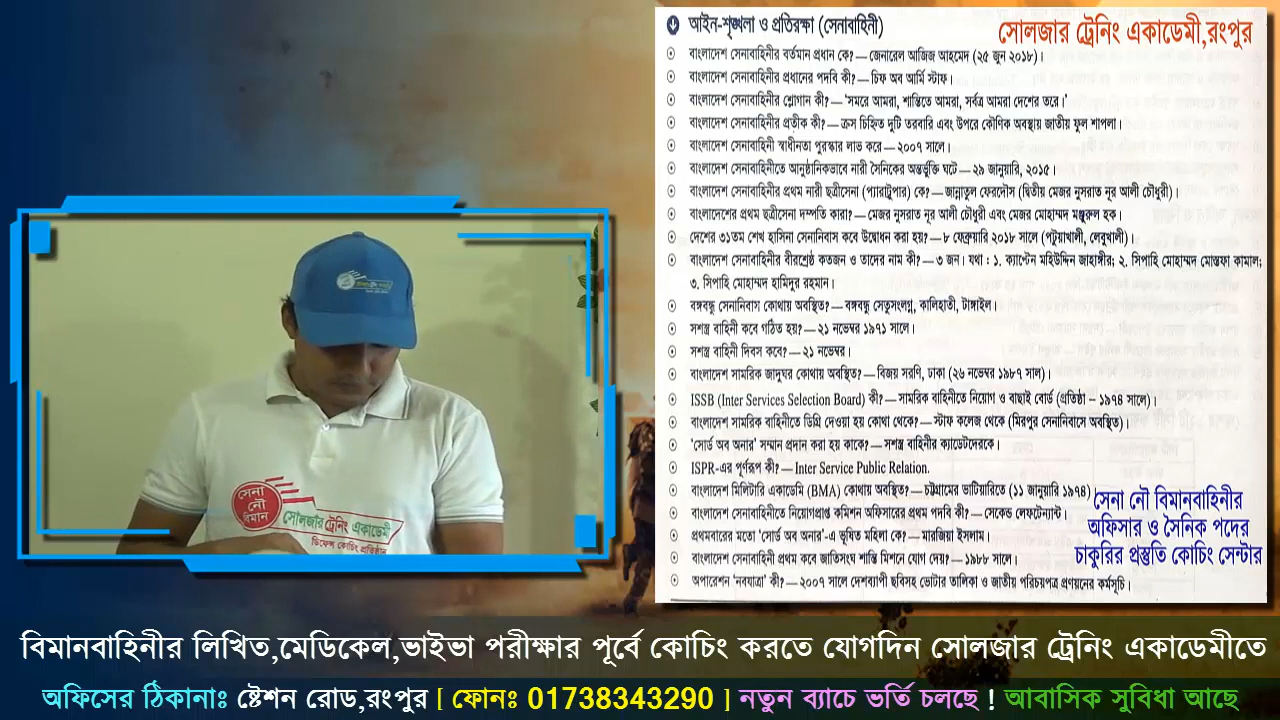 আইন-শৃঙ্খলা ও প্রতিরক্ষা (সেনাবাহিনী)
সোলজার ট্রেনিং একাডেমী,রংপুর
বাংলাদেশ সেনাবাহিনীর বর্তমান প্রধান কে? — জেনারেল আজিজ আহমেদ (২৫ জুন ২০১৮)।
বাংলাদেশ সেনাবাহিনীর প্রধানের পদবি কী? — চিফ অব আর্মি স্টাফ।
বাংলাদেশ সেনাবাহিনীর শ্লোগান কী? — 'সমরে আমরা, শান্তিতে আমরা, সর্বত্র আমরা দেশের তরে।'
বাংলাদেশ সেনাবাহিনীর প্রতীক কী? — ক্রস চিহ্নিত দুটি তরবারি এবং উপরে কৌণিক অবস্থায় জাতীয় ফুল শাপলা।
বাংলাদেশ সেনাবাহিনী স্বাধীনতা পুরস্কার লাভ করে — ২০০৭ সালে।
বাংলাদেশ সেনাবাহিনীতে আনুষ্ঠানিকভাবে নারী সৈনিকের অন্তর্ভুক্তি ঘটে — ২৯ জানুয়ারি, ২০১৫।
বাংলাদেশ সেনাবাহিনীর প্রথম নারী ছত্রীসেনা (প্যারাট্রুপার) কে? — জান্নাতুল ফেরদৌস (দ্বিতীয় মেজর নুসরাত নূর আলী চৌধুরী)।
বাংলাদেশের প্রথম ছত্রীসেনা দম্পতি কারা? — মেজর নুসরাত নূর আলী চৌধুরী এবং মেজর মোহাম্মদ মঞ্জুরুল হক।
দেশের ৩১তম শেখ হাসিনা সেনানিবাস কবে উদ্বোধন করা হয়? — ৮ ফেব্রুয়ারি ২০১৮ সালে (পটুয়াখালী, লেবুখালী)।
বাংলাদেশ সেনাবাহিনীর বীরশ্রেষ্ঠ কতজন ও তাদের নাম কী? — ৩ জন। যথা : ১. ক্যাপ্টেন মহিউদ্দিন জাহাঙ্গীর; ২. সিপাহি মোহাম্মদ মোস্তফা কামাল;
৩. সিপাহি মোহাম্মদ হামিদুর রহমান।
বঙ্গবন্ধু সেনানিবাস কোথায় অবস্থিত? — বঙ্গবন্ধু সেতুসংলগ্ন, কালিহাতী, টাঙ্গাইল।
সশস্ত্র বাহিনী কবে গঠিত হয়? — ২১ নভেম্বর ১৯৭১ সালে।
সশস্ত্র বাহিনী দিবস কবে? — ২১ নভেম্বর।
বাংলাদেশ সামরিক জাদুঘর কোথায় অবস্থিত? — বিজয় সরণি, ঢাকা (২৬ নভেম্বর ১৯৮৭ সাল)।
ISSB (Inter Services Selection Board) কী? — সামরিক বাহিনীতে নিয়োগ ও বাছাই বোর্ড (প্রতিষ্ঠা – ১৯৭৪ সালে)।
বাংলাদেশ সামরিক বাহিনীতে ডিগ্রি দেওয়া হয় কোথা থেকে? — স্টাফ কলেজ থেকে (মিরপুর সেনানিবাসে অবস্থিত)।
'সোর্ড অব অনার' সম্মান প্রদান করা হয় কাকে? — সশস্ত্র বাহিনীর ক্যাডেটদেরকে।
ISPR-এর পূর্ণরূপ কী? — Inter Service Public Relation.
বাংলাদেশ মিলিটারি একাডেমি (BMA) কোথায় অবস্থিত? — চট্টগ্রামের ভাটিয়ারিতে (১১ জানুয়ারি ১৯৭৪)।
বাংলাদেশ সেনাবাহিনীতে নিয়োগপ্রাপ্ত কমিশন অফিসারের প্রথম পদবি কী? — সেকেন্ড লেফটেন্যান্ট।
প্রথমবারের মতো 'সোর্ড অব অনার'-এ ভূষিত মহিলা কে? — মারজিয়া ইসলাম।
বাংলাদেশ সেনাবাহিনী প্রথম কবে জাতিসংঘ শান্তি মিশনে যোগ দেয়? — ১৯৮৮ সালে।
অপারেশন 'নবযাত্রা' কী? — ২০০৭ সালে দেশব্যাপী ছবিসহ ভোটার তালিকা ও জাতীয় পরিচয়পত্র প্রণয়নের কর্মসূচি।
সেনা নৌ বিমানবাহিনীর
অফিসার ও সৈনিক পদের
চাকুরির প্রস্তুতি কোচিং সেন্টার
সেনা
নৌ
বিমান
সোলজার ট্রেনিং একাডেমী
ডিফেন্স কোচিং প্রতিষ্ঠান
বিমানবাহিনীর লিখিত,মেডিকেল,ভাইভা পরীক্ষার পূর্বে কোচিং করতে যোগদিন সোলজার ট্রেনিং একাডেমীতে
অফিসের ঠিকানাঃ ষ্টেশন রোড,রংপুর [ ফোনঃ 01738343290 ] নতুন ব্যাচে ভর্তি চলছে ! আবাসিক সুবিধা আছে